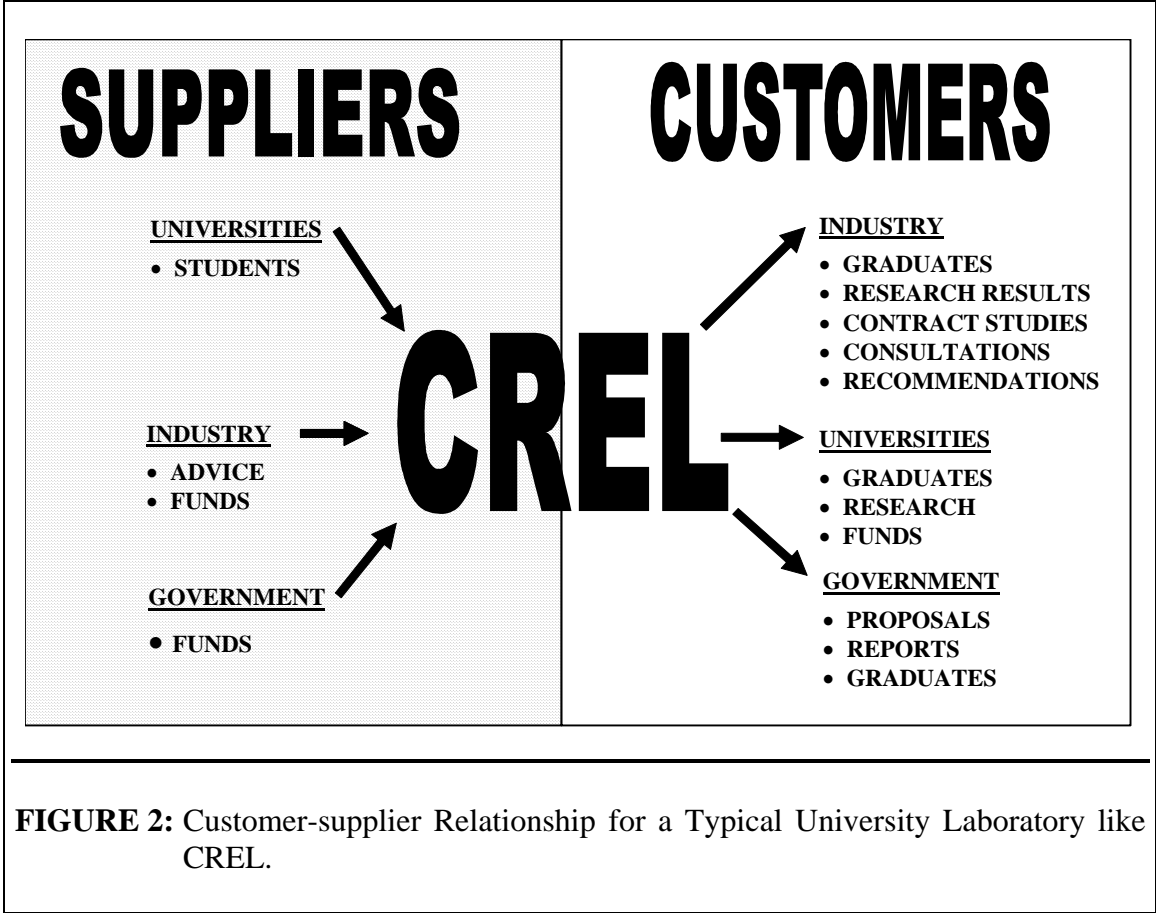 SUPPLIERS
UNIVERSITIES
• STUDENTS
INDUSTRY
• ADVICE
• FUNDS
GOVERNMENT
• FUNDS
CREL
CUSTOMERS
INDUSTRY
• GRADUATES
• RESEARCH RESULTS
• CONTRACT STUDIES
• CONSULTATIONS
• RECOMMENDATIONS
UNIVERSITIES
• GRADUATES
• RESEARCH
• FUNDS
GOVERNMENT
• PROPOSALS
• REPORTS
• GRADUATES
FIGURE 2: Customer-supplier Relationship for a Typical University Laboratory like
CREL.